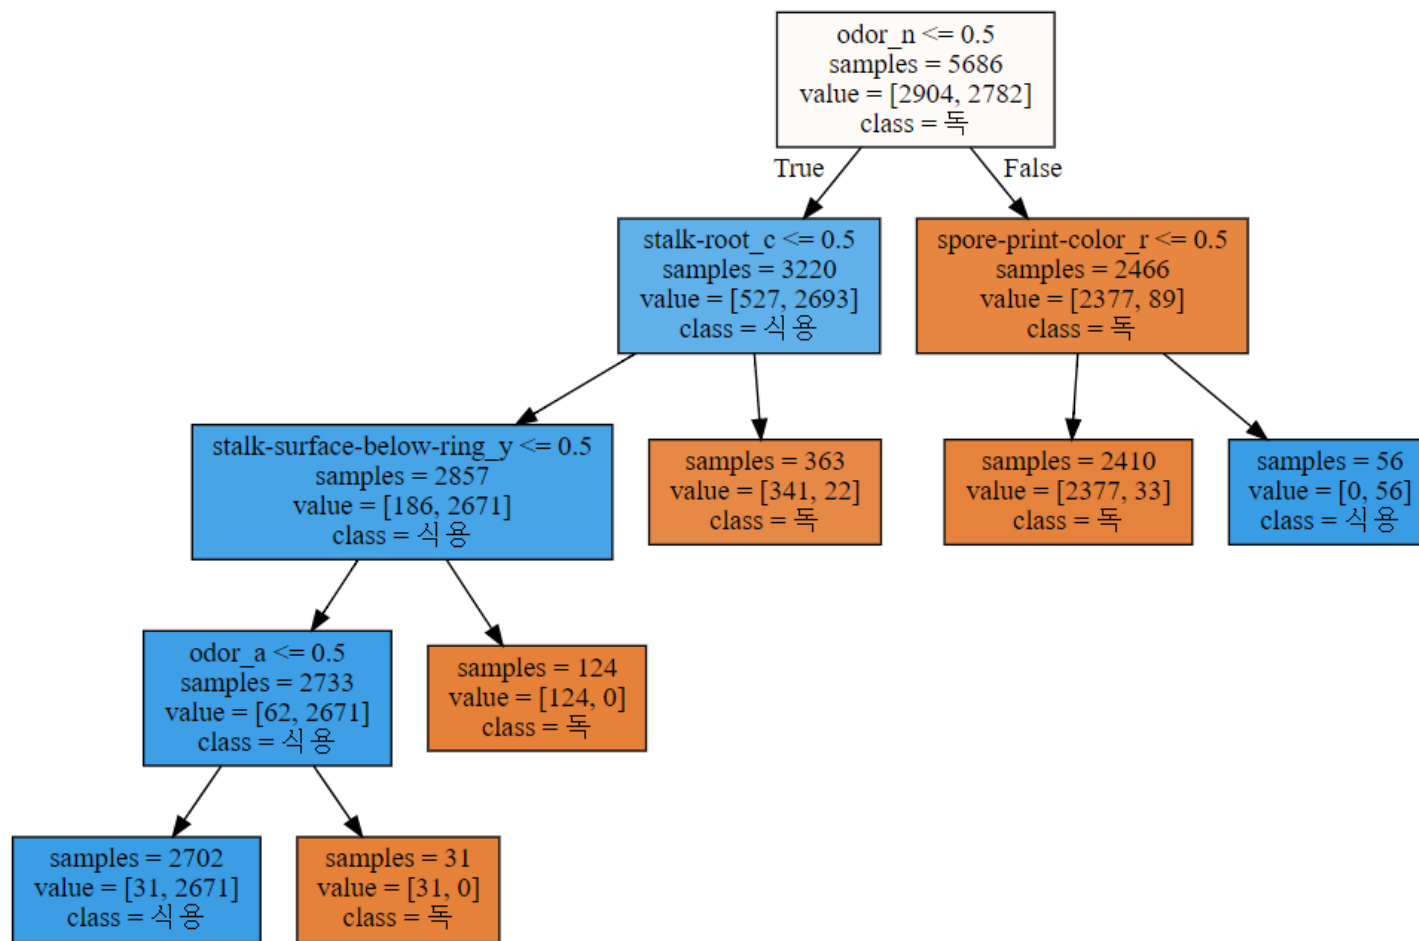 odor_n <= 0.5
samples = 5686
value = [2904, 2782]
class = 독
True
False
stalk-root_c <= 0.5
samples = 3220
value = [527, 2693]
class = 식용
spore-print-color_r <= 0.5
samples = 2466
value = [2377, 89]
class = 독
stalk-surface-below-ring_y <= 0.5
samples = 2857
value = [186, 2671]
class = 식용
samples = 363
value = [341, 22]
class = 독
samples = 2410
value = [2377, 33]
class = 독
samples = 56
value = [0, 56]
class = 식용
odor_a <= 0.5
samples = 2733
value = [62, 2671]
class = 식용
samples = 124
value = [124, 0]
class = 독
samples = 2702
value = [31, 2671]
class = 식용
samples = 31
value = [31, 0]
class = 독